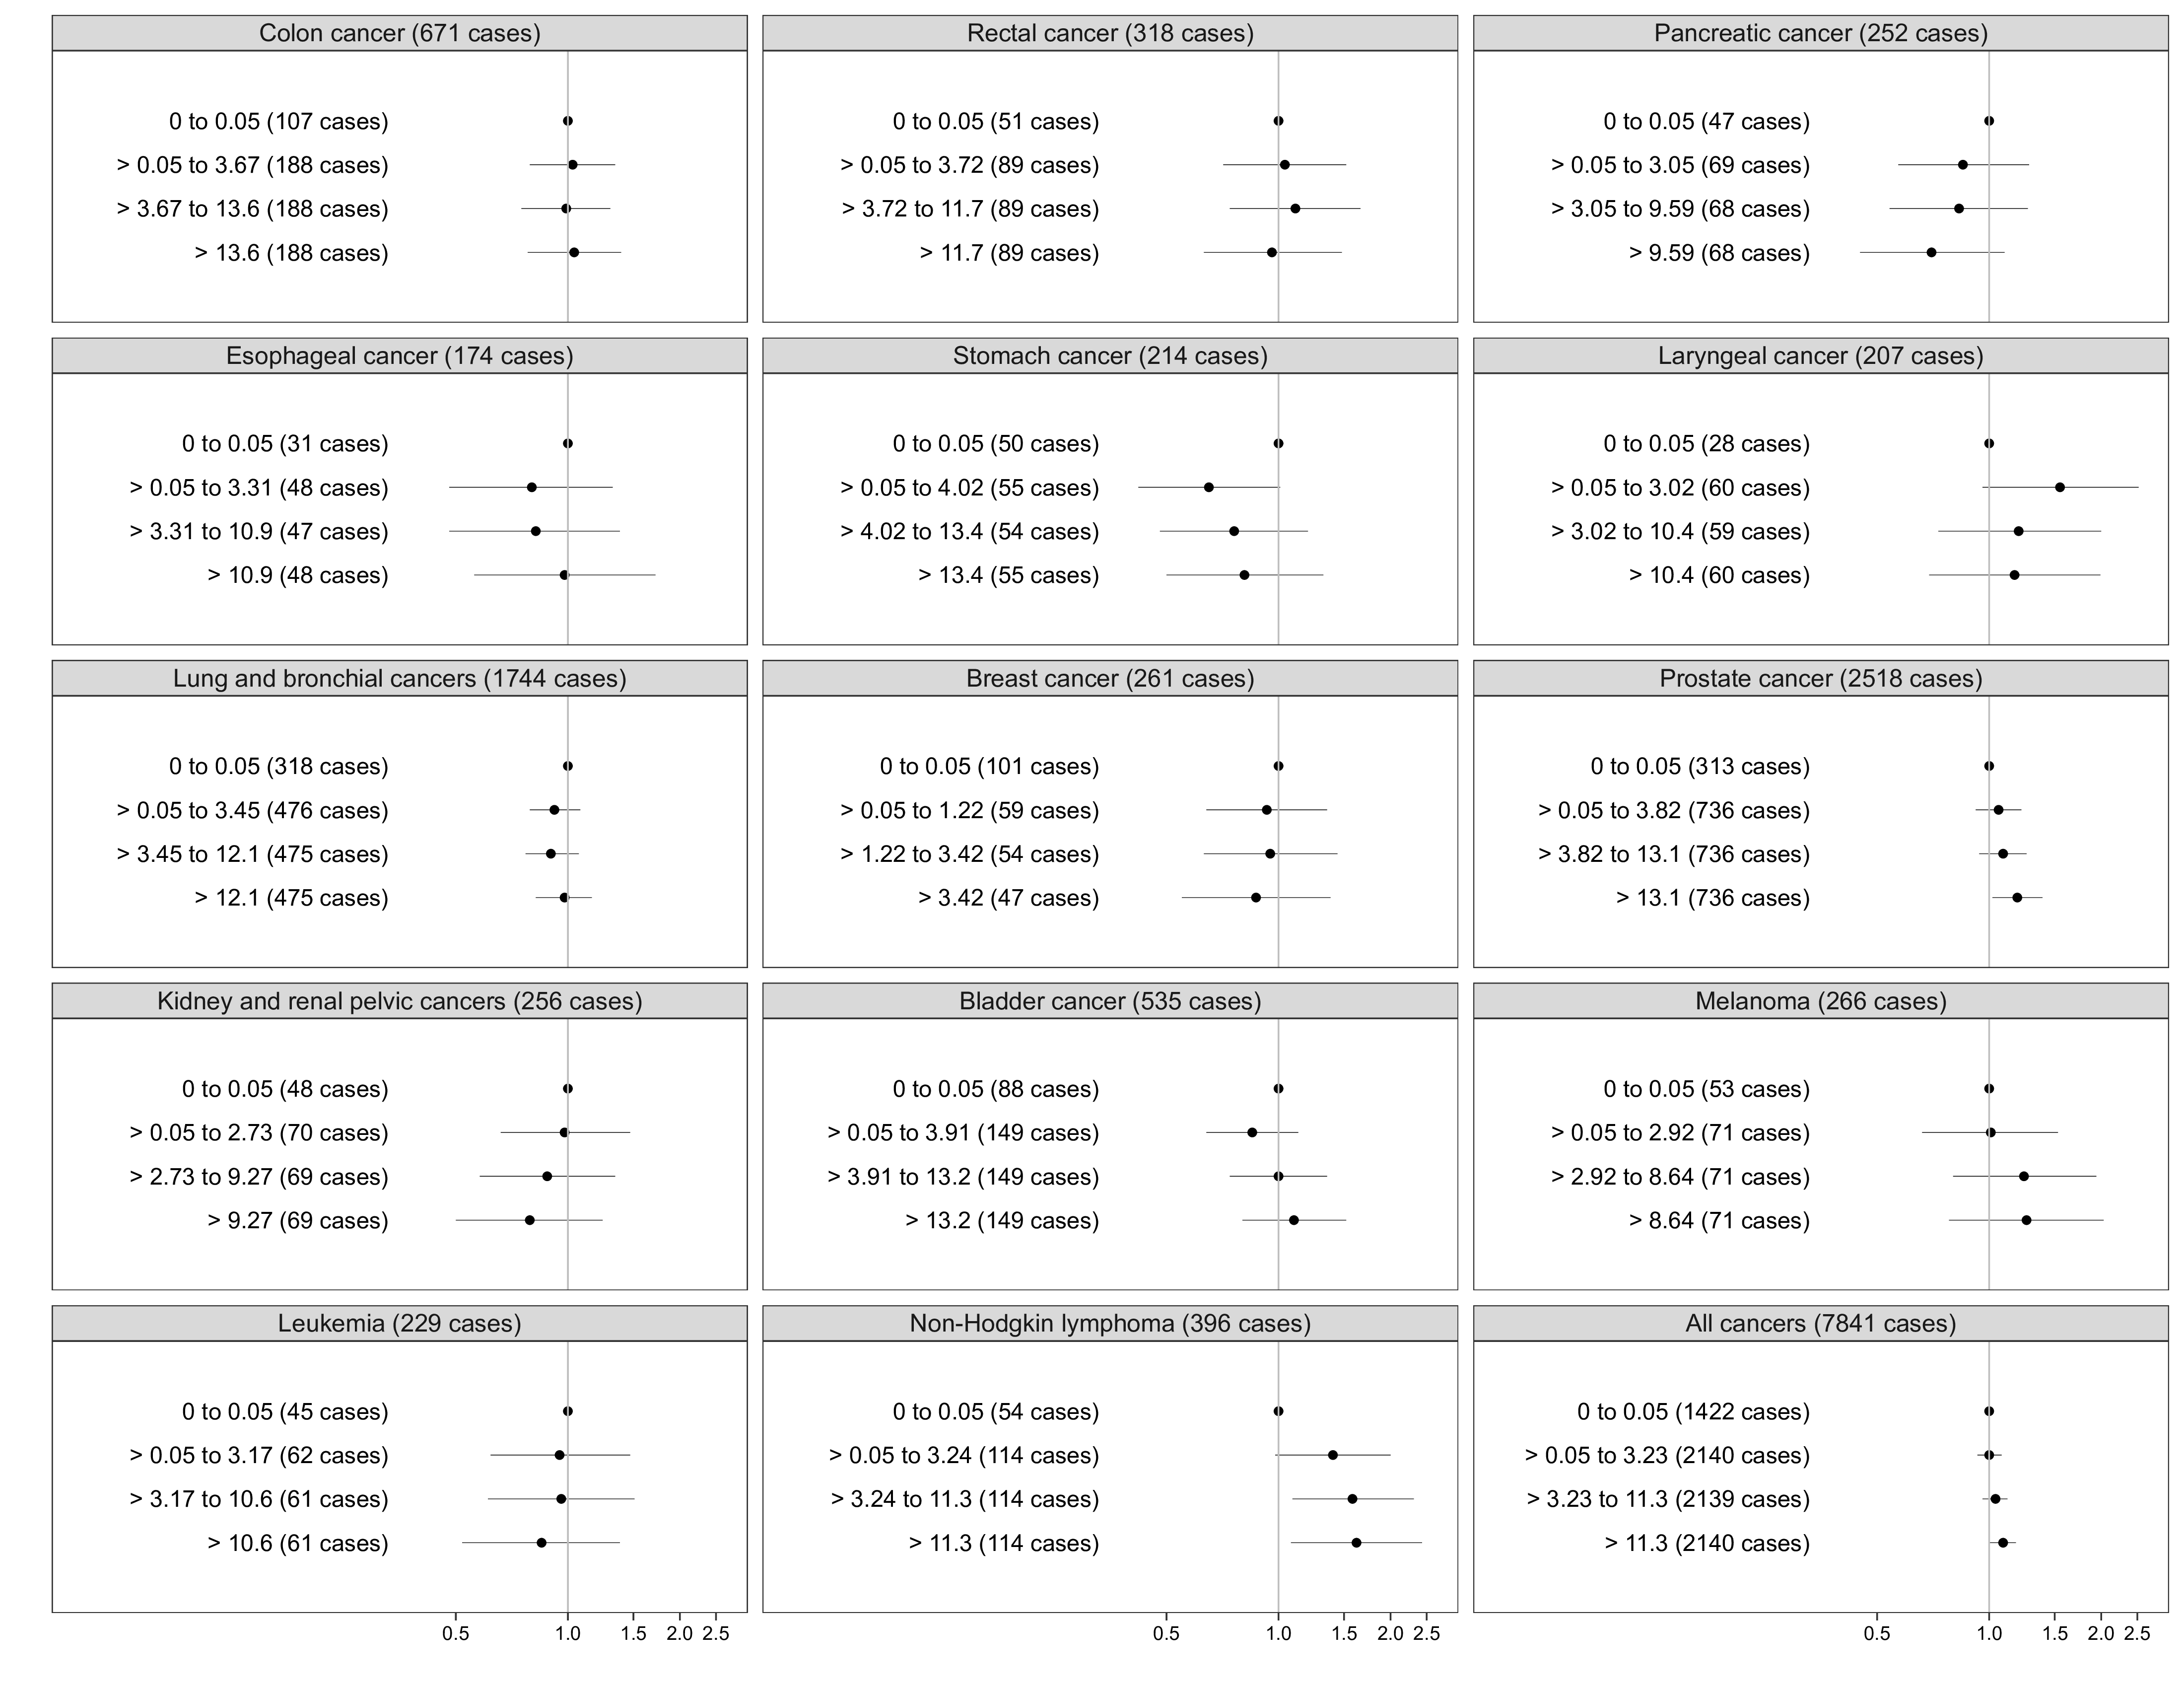 Colon cancer (671 cases)
0 to 0.05 (107 cases)
> 0.05 to 3.67 (188 cases)
> 3.67 to 13.6 (188 cases)
> 13.6 (188 cases)
Rectal cancer (318 cases)
0 to 0.05 (51 cases)
> 0.05 to 3.72 (89 cases)
> 3.72 to 11.7 (89 cases)
> 11.7 (89 cases)
Pancreatic cancer (252 cases)
0 to 0.05 (47 cases)
> 0.05 to 3.05 (69 cases)
> 3.05 to 9.59 (68 cases)
> 9.59 (68 cases)
Esophageal cancer (174 cases)
0 to 0.05 (31 cases)
> 0.05 to 3.31 (48 cases)
> 3.31 to 10.9 (47 cases)
> 10.9 (48 cases)
Stomach cancer (214 cases)
0 to 0.05 (50 cases)
> 0.05 to 4.02 (55 cases)
> 4.02 to 13.4 (54 cases)
> 13.4 (55 cases)
Laryngeal cancer (207 cases)
0 to 0.05 (28 cases)
> 0.05 to 3.02 (60 cases)
> 3.02 to 10.4 (59 cases)
> 10.4 (60 cases)
Lung and bronchial cancers (1744 cases)
0 to 0.05 (318 cases)
> 0.05 to 3.45 (476 cases)
> 3.45 to 12.1 (475 cases)
> 12.1 (475 cases)
Breast cancer (261 cases)
0 to 0.05 (101 cases)
> 0.05 to 1.22 (59 cases)
> 1.22 to 3.42 (54 cases)
> 3.42 (47 cases)
Prostate cancer (2518 cases)
0 to 0.05 (313 cases)
> 0.05 to 3.82 (736 cases)
> 3.82 to 13.1 (736 cases)
> 13.1 (736 cases)
Kidney and renal pelvic cancers (256 cases)
0 to 0.05 (48 cases)
> 0.05 to 2.73 (70 cases)
> 2.73 to 9.27 (69 cases)
> 9.27 (69 cases)
Bladder cancer (535 cases)
0 to 0.05 (88 cases)
> 0.05 to 3.91 (149 cases)
> 3.91 to 13.2 (149 cases)
> 13.2 (149 cases)
Melanoma (266 cases)
0 to 0.05 (53 cases)
> 0.05 to 2.92 (71 cases)
> 2.92 to 8.64 (71 cases)
> 8.64 (71 cases)
Leukemia (229 cases)
0 to 0.05 (45 cases)
> 0.05 to 3.17 (62 cases)
> 3.17 to 10.6 (61 cases)
> 10.6 (61 cases)
0.5 1.0 1.5 2.0 2.5
Non-Hodgkin lymphoma (396 cases)
0 to 0.05 (54 cases)
> 0.05 to 3.24 (114 cases)
> 3.24 to 11.3 (114 cases)
> 11.3 (114 cases)
0.5 1.0 1.5 2.0 2.5
All cancers (7841 cases)
0 to 0.05 (1422 cases)
> 0.05 to 3.23 (2140 cases)
> 3.23 to 11.3 (2139 cases)
> 11.3 (2140 cases)
0.5 1.0 1.5 2.0 2.5